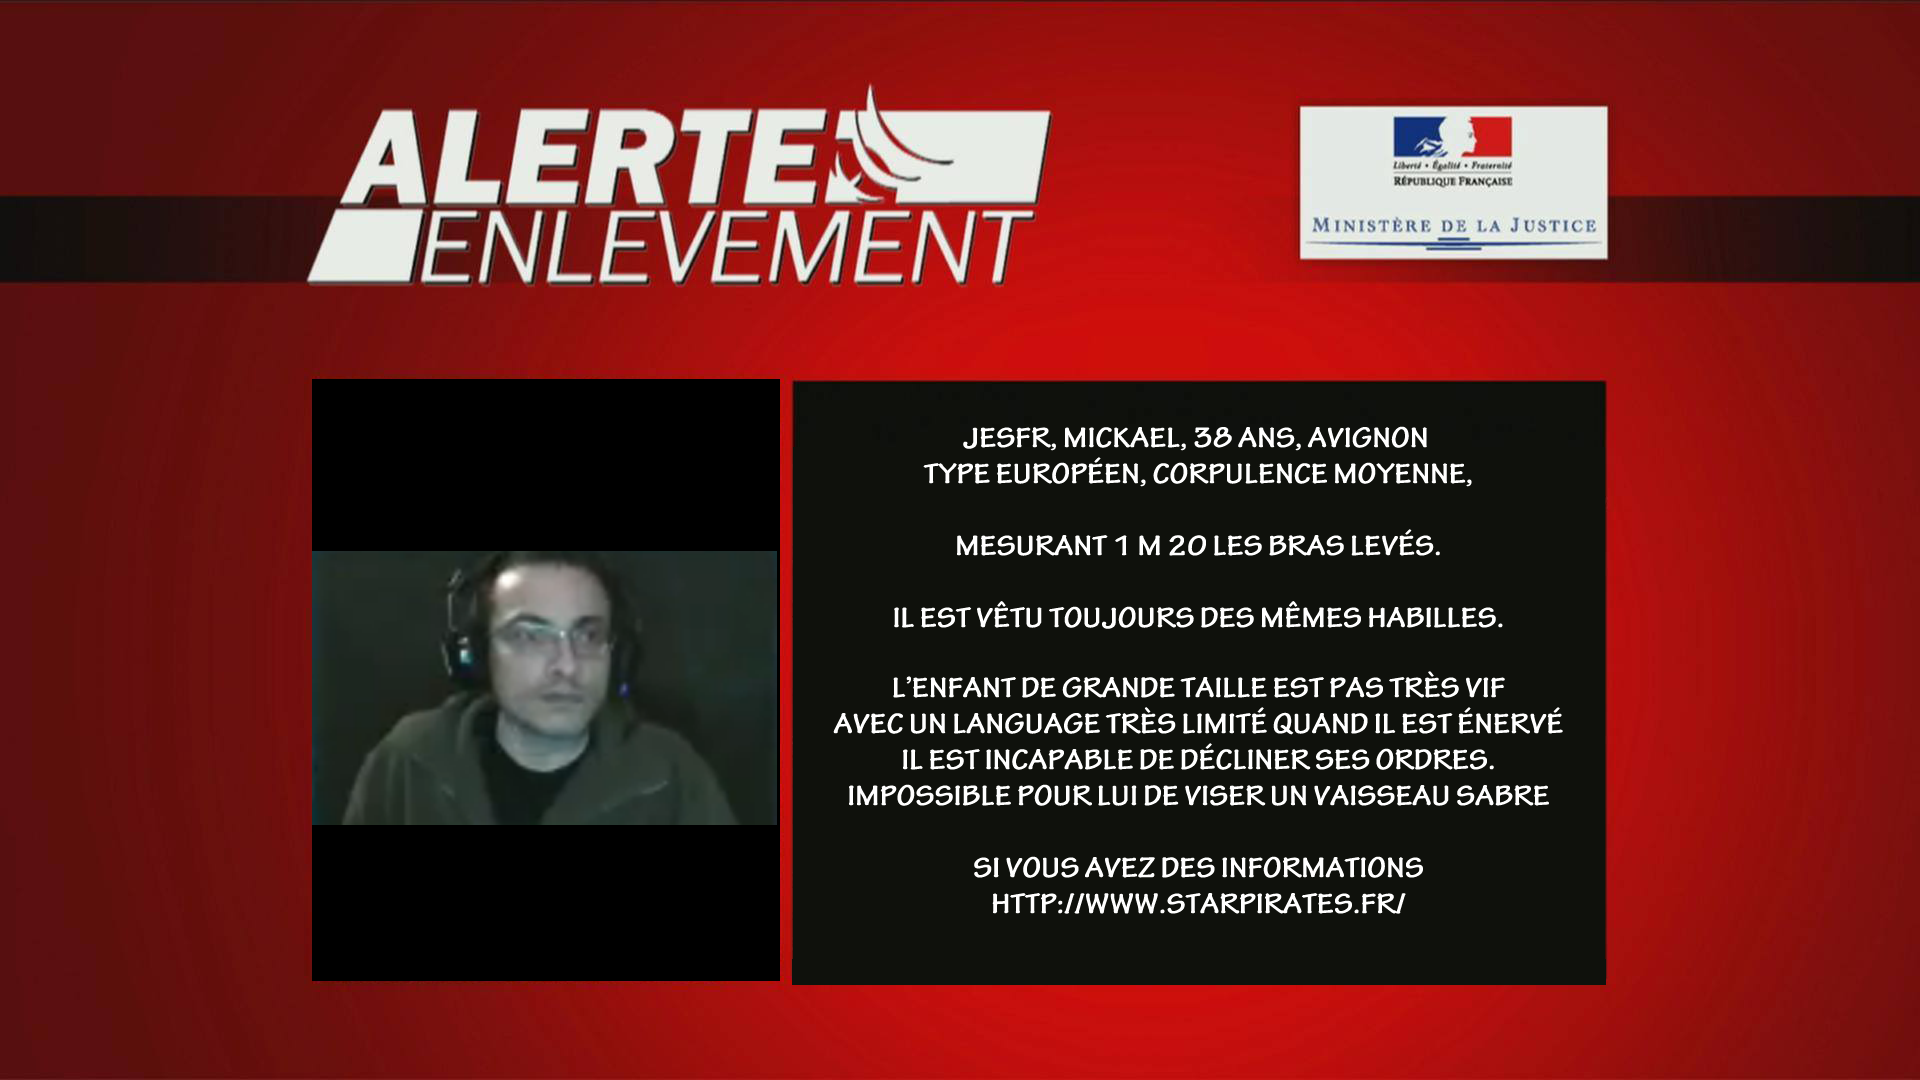 ALERTE
ENLEVEMENT
Liberté • Égalité • Fraternité
RÉPUBLIQUE FRANÇAISE
MINISTÈRE DE LA JUSTICE
JESFR, MICKAEL, 38 ANS, AVIGNON
TYPE EUROPÉEN, CORPULENCE MOYENNE,
MESURANT 1 M 20 LES BRAS LEVÉS.
IL EST VÊTU TOUJOURS DES MÊMES HABILLES.
L'ENFANT DE GRANDE TAILLE EST PAS TRÈS VIF
AVEC UN LANGUAGE TRÈS LIMITÉ QUAND IL EST ÉNERVÉ
IL EST INCAPABLE DE DÉCLINER SES ORDRES.
IMPOSSIBLE POUR LUI DE VISER UN VAISSEAU SABRE
SI VOUS AVEZ DES INFORMATIONS
HTTP://WWW.STARPIRATES.FR/